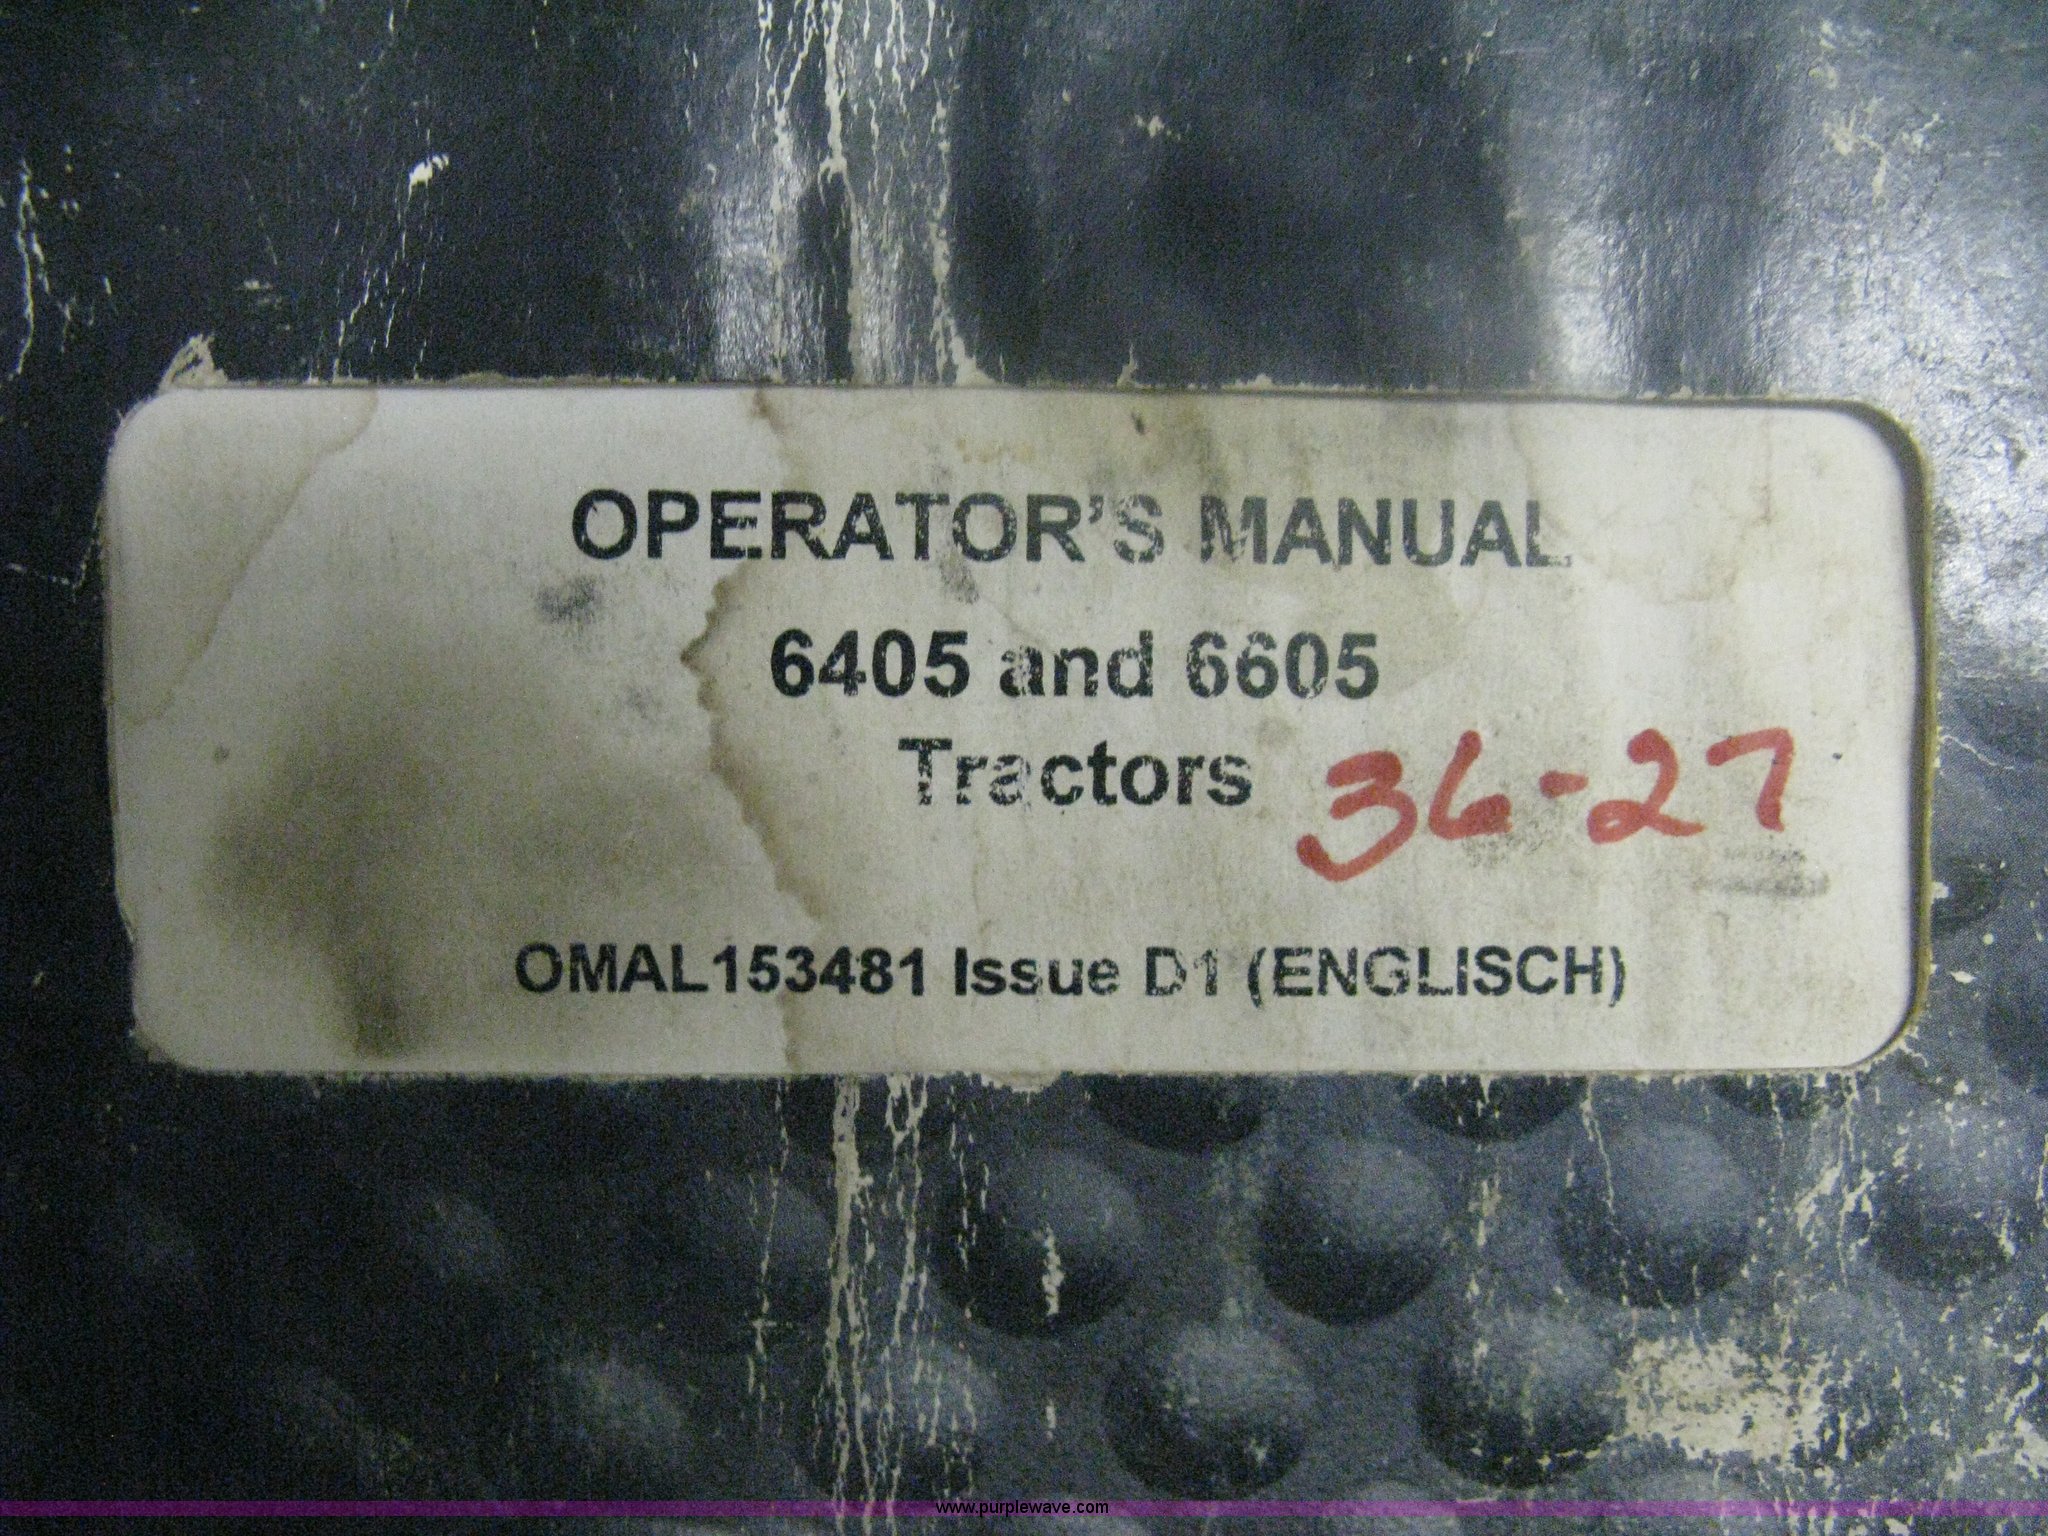 OPERATOR'S MANUAL
6405 and 6605
Tractors
36-27
OMAL153481 Issue D1 (ENGLISCH)
www.purplewave.com